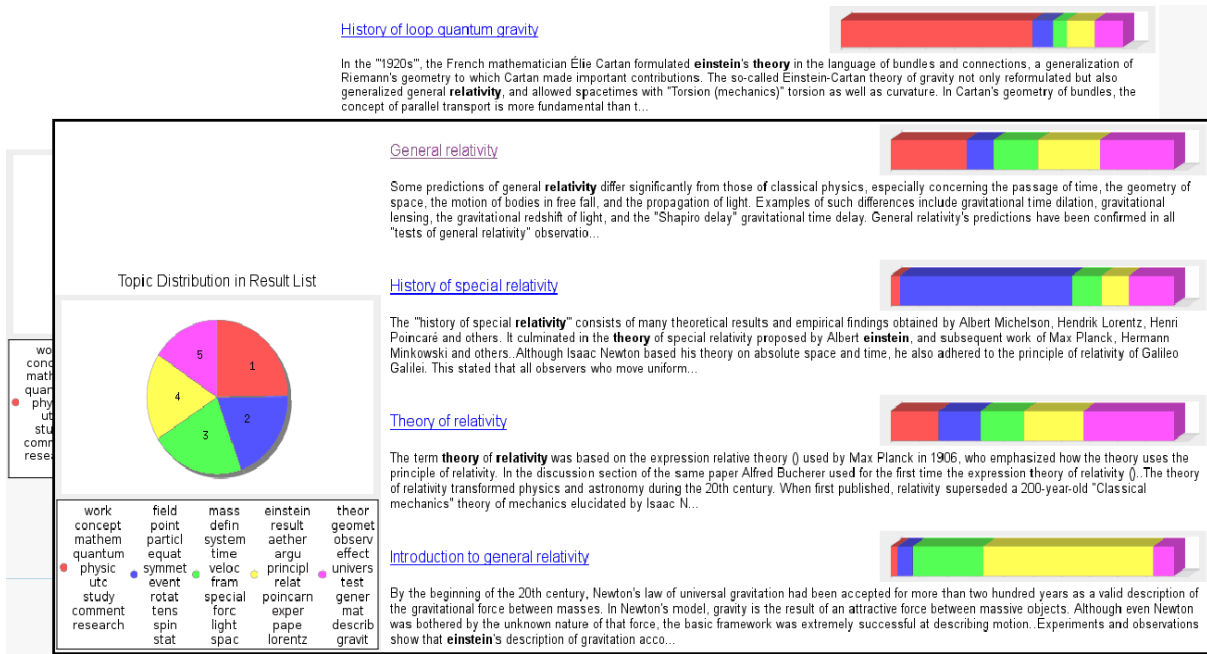 History of loop quantum gravity
In the "'1920s"', the French mathematician Élie Cartan formulated einstein's theory in the language of bundles and connections, a generalization of
Riemann's geometry to which Cartan made important contributions. The so-called Einstein-Cartan theory of gravity not only reformulated but also
generalized general relativity, and allowed spacetimes with "Torsion (mechanics)" torsion as well as curvature. In Cartan's geometry of bundles, the
concept of parallel transport is more fundamental than t...
General relativity
Some predictions of general relativity differ significantly from those of classical physics, especially concerning the passage of time, the geometry of
space, the motion of bodies in free fall, and the propagation of light. Examples of such differences include gravitational time dilation, gravitational
lensing, the gravitational redshift of light, and the "Shapiro delay" gravitational time delay. General relativity's predictions have been confirmed in all
"tests of general relativity" observatio...
History of special relativity
The "'history of special relativity"' consists of many theoretical results and empirical findings obtained by Albert Michelson, Hendrik Lorentz, Henri
Poincaré and others. It culminated in the theory of special relativity proposed by Albert einstein, and subsequent work of Max Planck, Hermann
Minkowski and others..Although Isaac Newton based his theory on absolute space and time, he also adhered to the principle of relativity of Galileo
Galilei. This stated that all observers who move uniform...
Theory of relativity
The term theory of relativity was based on the expression relative theory () used by Max Planck in 1906, who emphasized how the theory uses the
principle of relativity. In the discussion section of the same paper Alfred Bucherer used for the first time the expression theory of relativity ()..The theory
of relativity transformed physics and astronomy during the 20th century. When first published, relativity superseded a 200-year-old "Classical
mechanics" theory of mechanics elucidated by Isaac N...
Introduction to general relativity
By the beginning of the 20th century, Newton's law of universal gravitation had been accepted for more than two hundred years as a valid description of
the gravitational force between masses. In Newton's model, gravity is the result of an attractive force between massive objects. Although even Newton
was bothered by the unknown nature of that force, the basic framework was extremely successful at describing motion..Experiments and observations
show that einstein's description of gravitation acco...
Topic Distribution in Result List
1
2
3
4
5
work field mass einstein theor
concept point defin result geomet
mathem particl system aether observ
quantum equat time argu effect
physic symmet veloc principl univers
utc event fram relat test
study rotat special poincarn gener
comment tens forc exper mat
research spin light pape describ
stat spac lorentz gravit
wo
conc
math
quan
phy
ut
stu
comm
resea